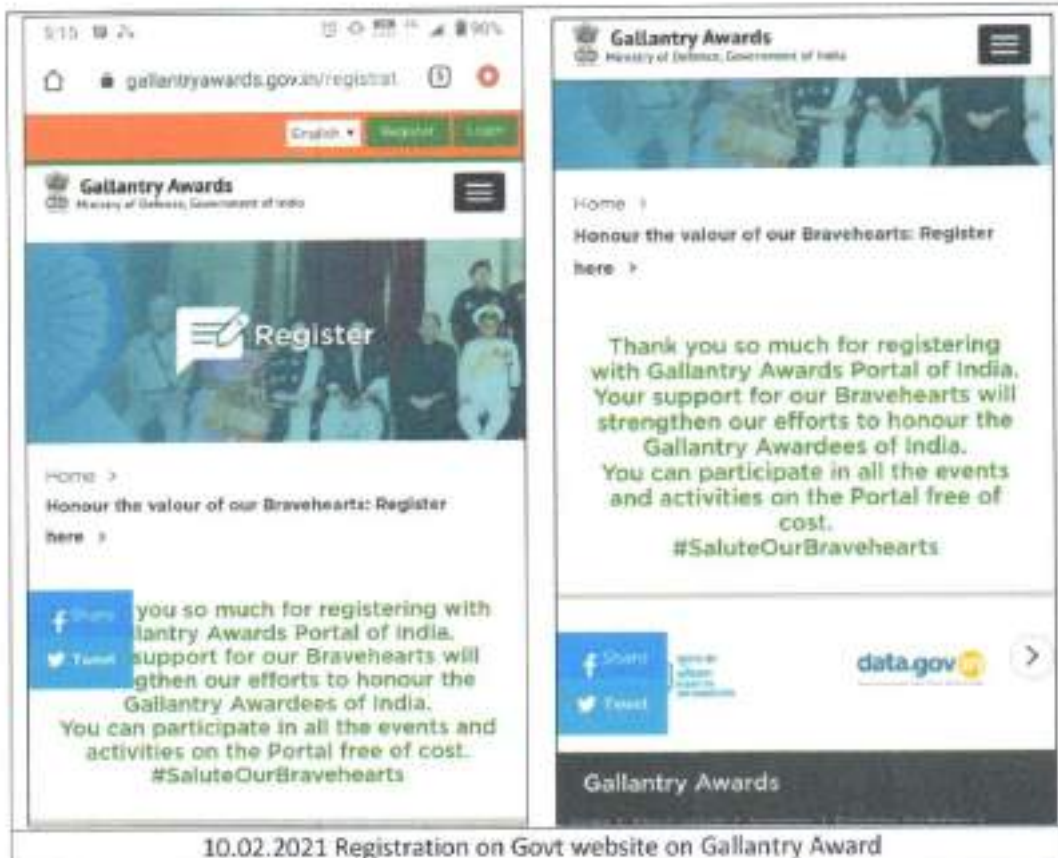 5:15
90%
gallantryawards.gov.in/registrat
5
English
Register
Login
Gallantry Awards
Ministry of Defence, Government of India
Register
Home >
Honour the valour of our Bravehearts: Register
here >
Share
Tweet
you so much for registering with
llantry Awards Portal of India.
support for our Bravehearts will
gthen our efforts to honour the
Gallantry Awardees of India.
You can participate in all the events and
activities on the Portal free of cost.
#SaluteOurBravehearts
Gallantry Awards
Ministry of Defence, Government of India
Home >
Honour the valour of our Bravehearts: Register
here >
Thank you so much for registering
with Gallantry Awards Portal of India.
Your support for our Bravehearts will
strengthen our efforts to honour the
Gallantry Awardees of India.
You can participate in all the events
and activities on the Portal free of
cost.
#SaluteOurBravehearts
Share
Tweet
data.gov in
>
Gallantry Awards
10.02.2021 Registration on Govt website on Gallantry Award